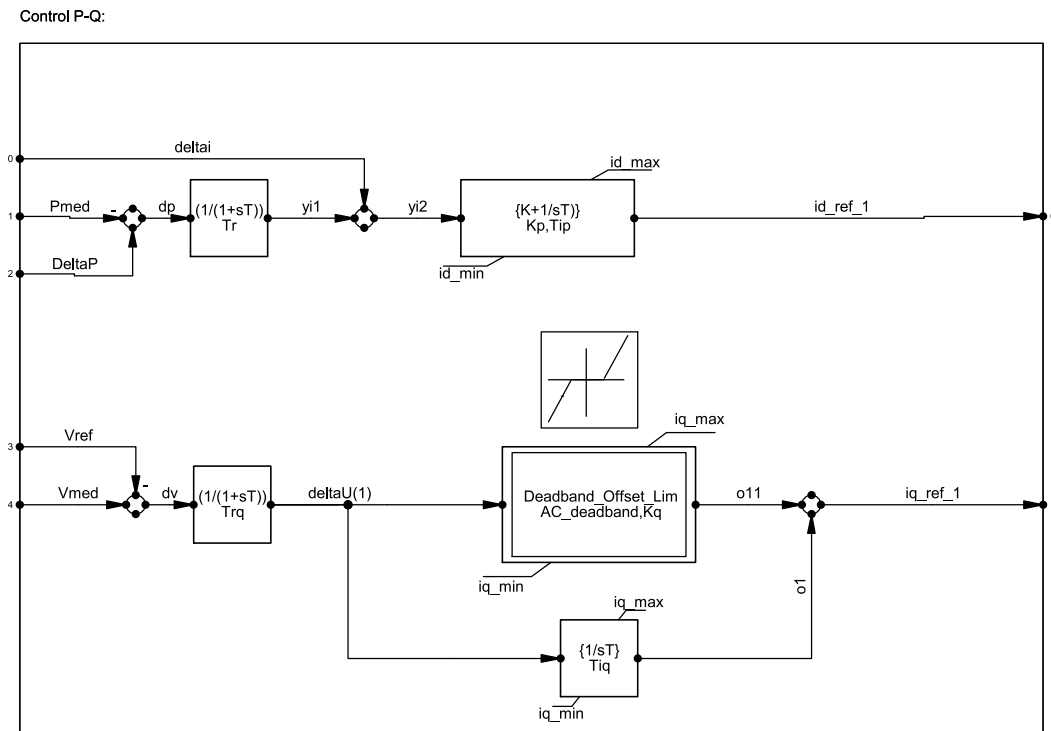 Control P-Q:
0
deltai
id_max
1
Pmed
-
dp
(1/(1+sT))
Tr
yi1
yi2
{K+1/sT)}
Kp,Tip
id_ref_1
2
DeltaP
id_min
3
Vref
iq_max
4
Vmed
-
dv
(1/(1+sT))
Trq
deltaU(1)
Deadband_Offset_Lim
AC_deadband,Kq
o11
iq_ref_1
iq_min
o1
iq_max
{1/sT}
Tiq
iq_min